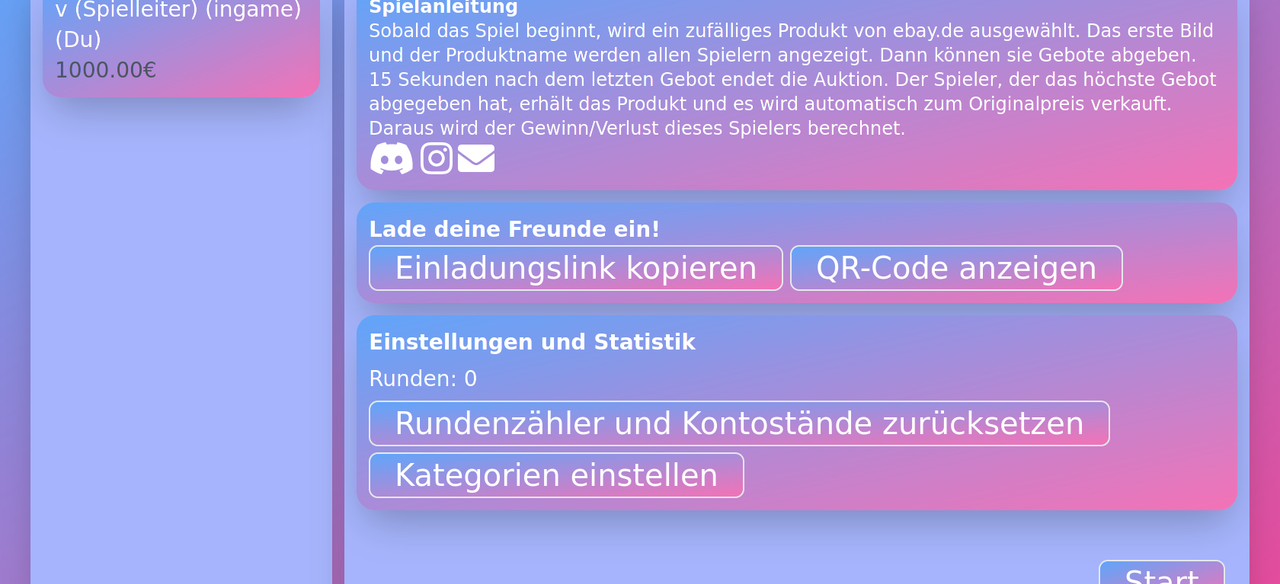 v (Spielleiter) (ingame)
(Du)
1000.00€
Spielanleitung
Sobald das Spiel beginnt, wird ein zufälliges Produkt von ebay.de ausgewählt. Das erste Bild
und der Produktname werden allen Spielern angezeigt. Dann können sie Gebote abgeben.
15 Sekunden nach dem letzten Gebot endet die Auktion. Der Spieler, der das höchste Gebot
abgegeben hat, erhält das Produkt und es wird automatisch zum Originalpreis verkauft.
Daraus wird der Gewinn/Verlust dieses Spielers berechnet.
Lade deine Freunde ein!
Einladungslink kopieren
QR-Code anzeigen
Einstellungen und Statistik
Runden: 0
Rundenzähler und Kontostände zurücksetzen
Kategorien einstellen
Start